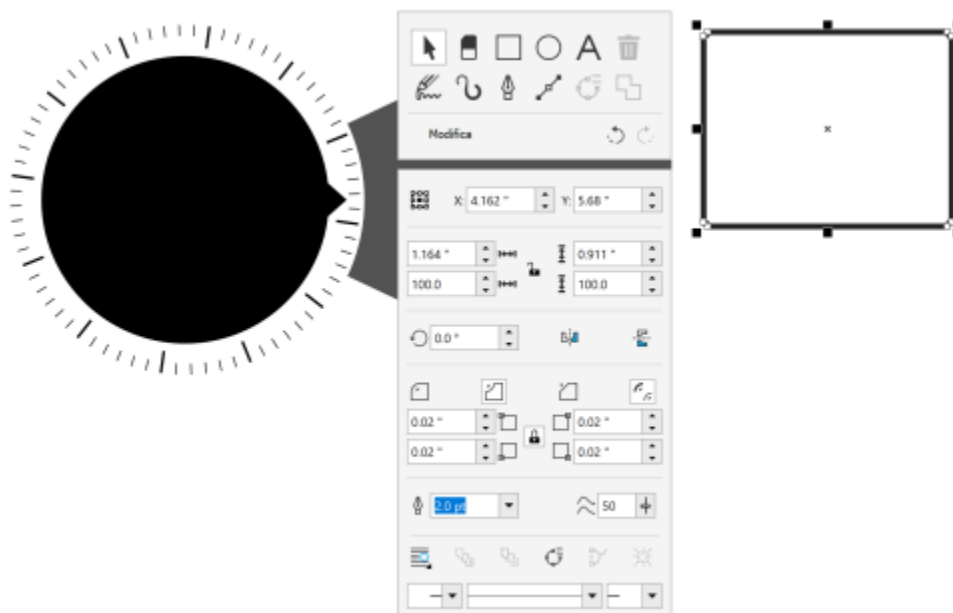 A
Modifica
X: 4.162 " Y: 5.68 "
1.164 " 0.911 "
100.0 100.0
0.0 °
0.02 " 0.02 "
0.02 " 0.02 "
2.0 pt 50